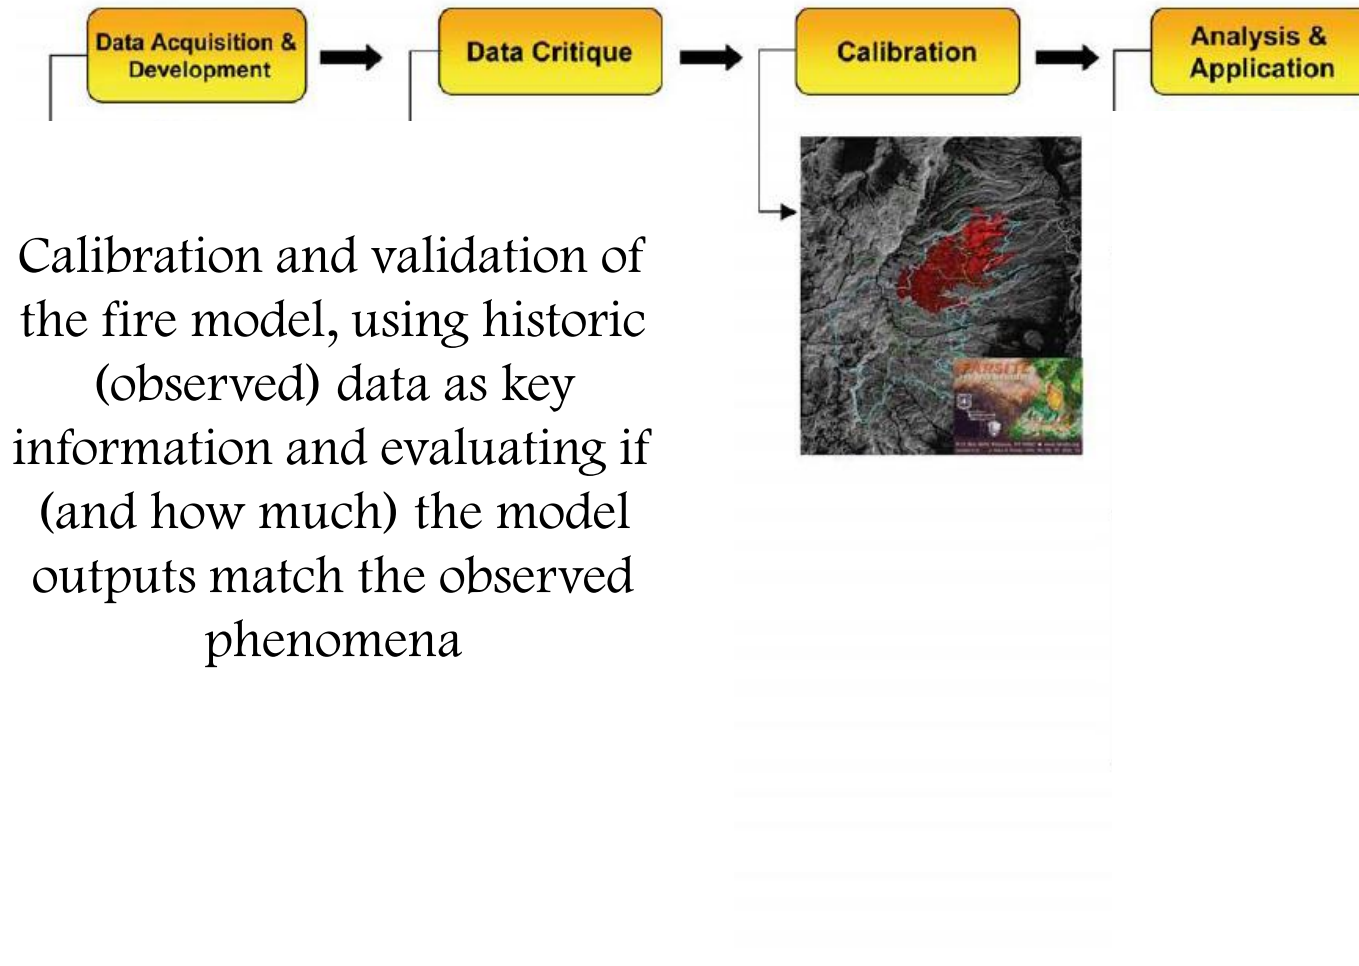 Data Acquisition &
Development
Data Critique
Calibration
Analysis &
Application
Calibration and validation of
the fire model, using historic
(observed) data as key
information and evaluating if
(and how much) the model
outputs match the observed
phenomena
FARSITE